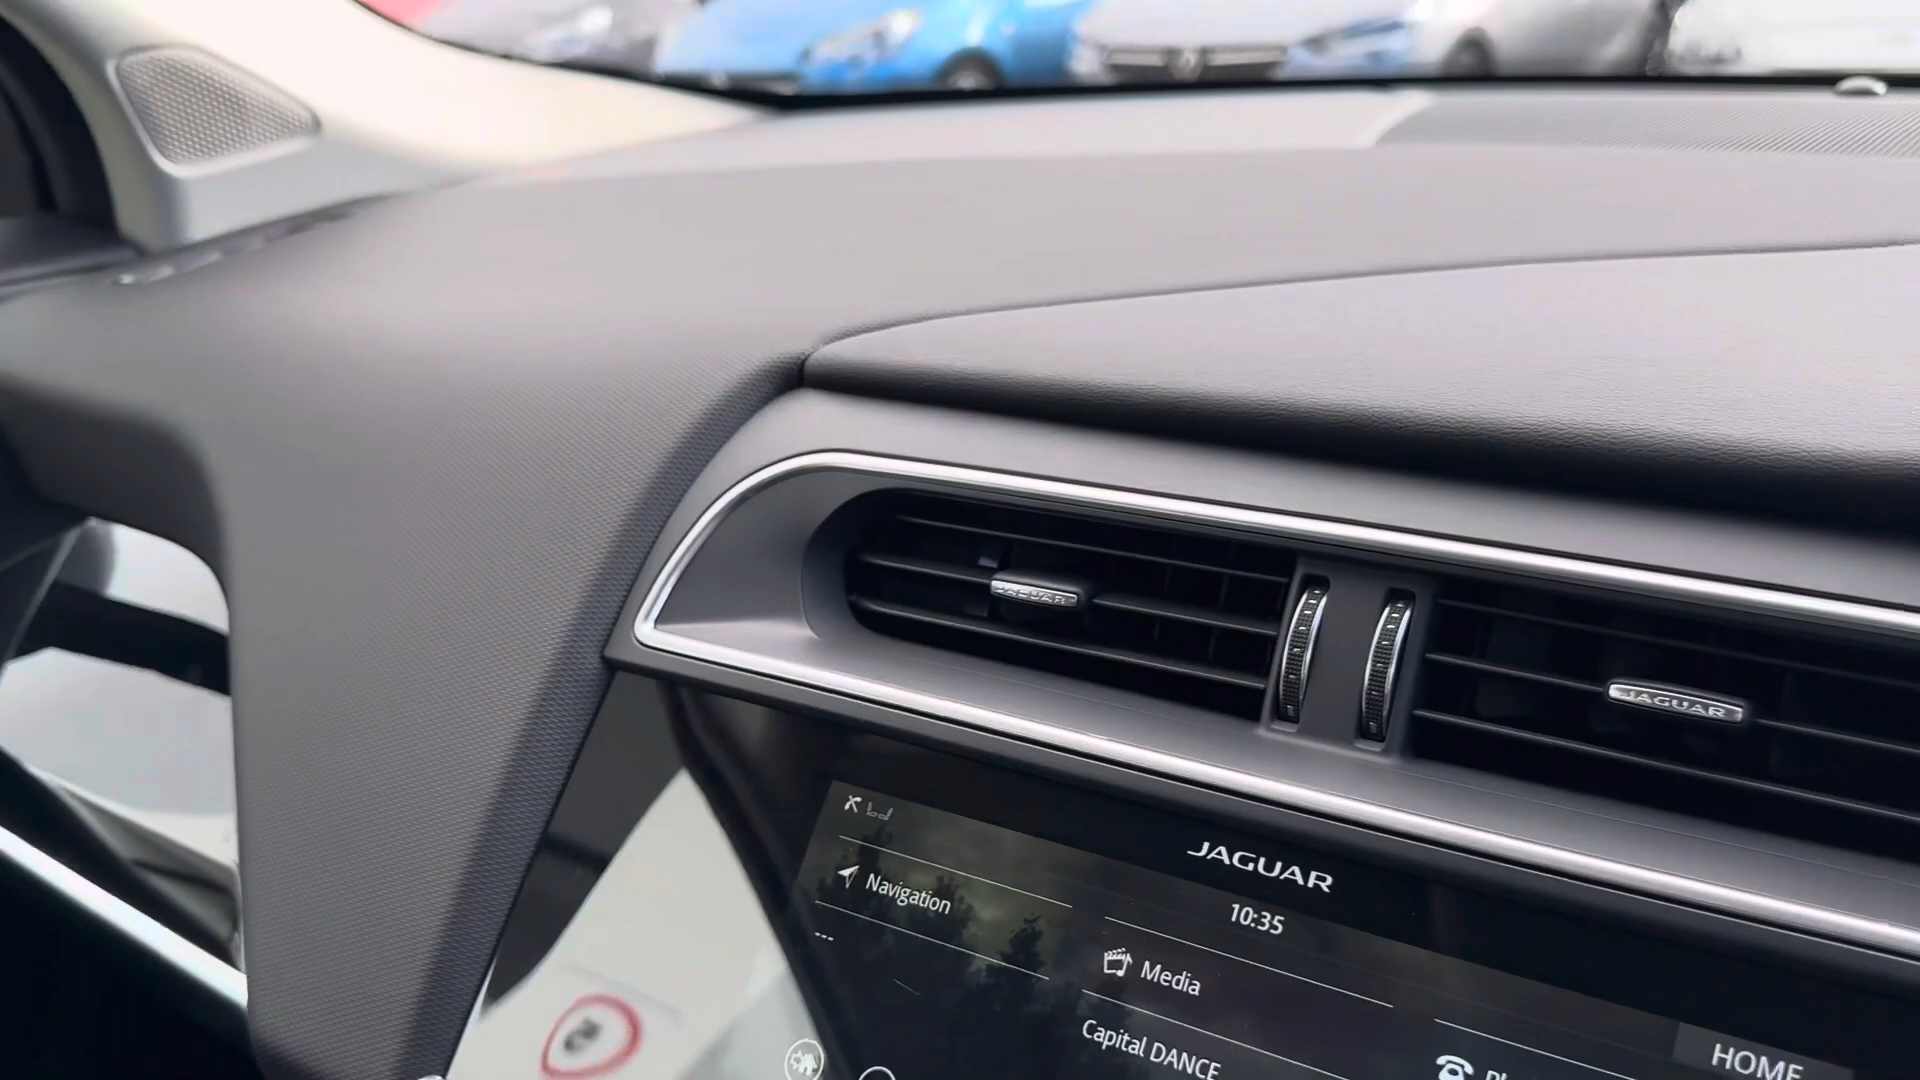 JAGUAR
JAGUAR
JAGUAR
10:35
Navigation
---
Media
Capital DANCE
HOME